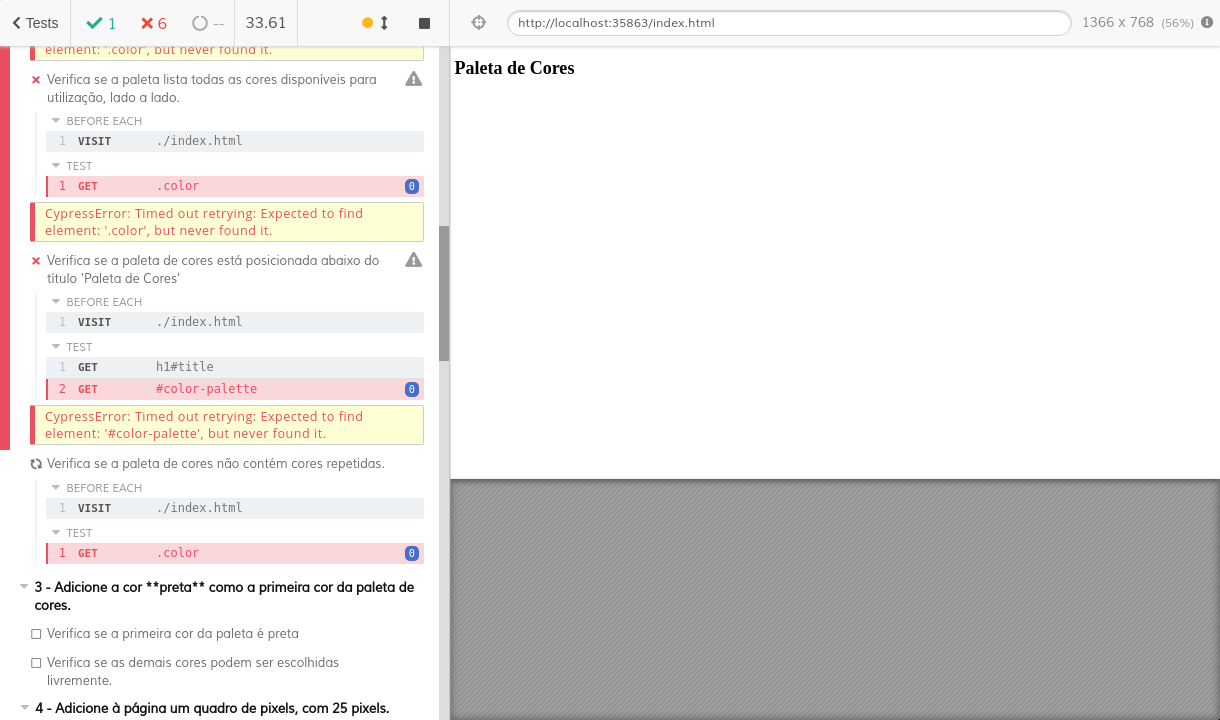 Tests
1
6
--
33.61
http://localhost:35863/index.html
1366 x 768 (56%)
element: '.color', but never found it.
Verifica se a paleta lista todas as cores disponíveis para
utilização, lado a lado.
BEFORE EACH
1 VISIT ./index.html
TEST
1 GET .color 0
CypressError: Timed out retrying: Expected to find
element: '.color', but never found it.
Verifica se a paleta de cores está posicionada abaixo do
título 'Paleta de Cores'
BEFORE EACH
1 VISIT ./index.html
TEST
1 GET h1#title
2 GET #color-palette 0
CypressError: Timed out retrying: Expected to find
element: '#color-palette', but never found it.
Verifica se a paleta de cores não contém cores repetidas.
BEFORE EACH
1 VISIT ./index.html
TEST
1 GET .color 0
3 - Adicione a cor **preta** como a primeira cor da paleta de
cores.
Verifica se a primeira cor da paleta é preta
Verifica se as demais cores podem ser escolhidas
livremente.
4 - Adicione à página um quadro de pixels, com 25 pixels.
Paleta de Cores